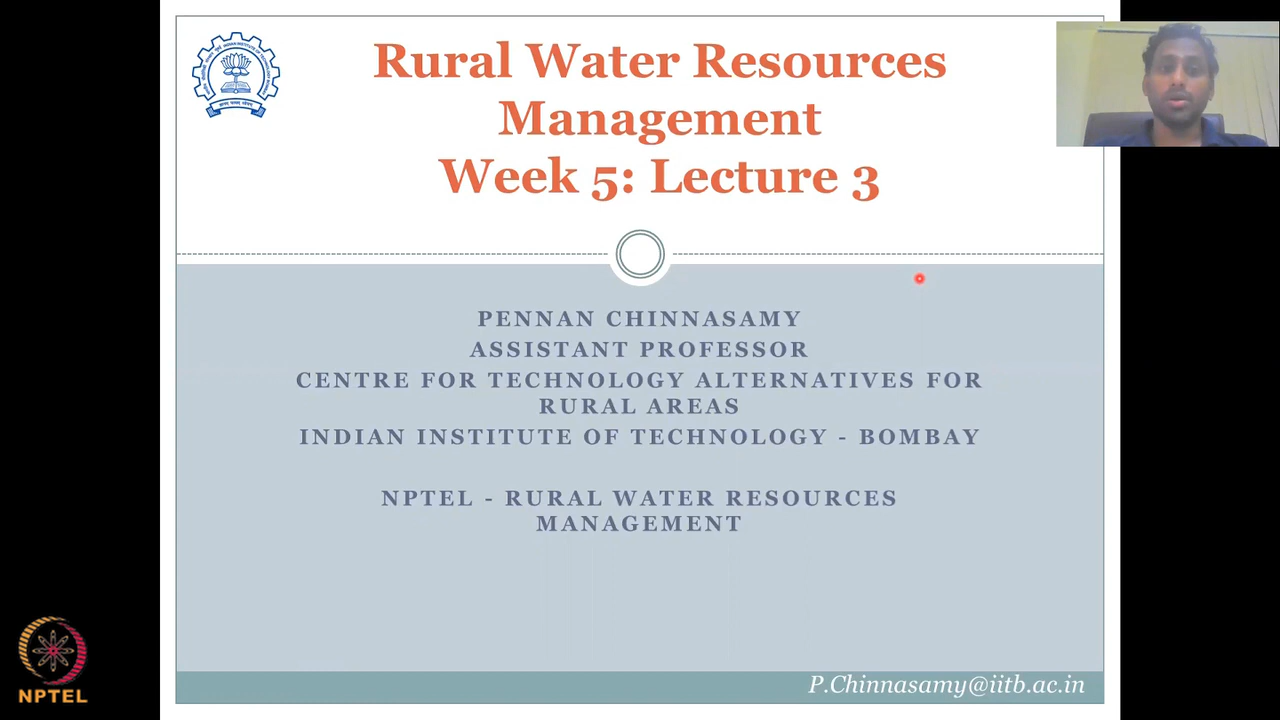 Rural Water Resources
Management
Week 5: Lecture 3
PENNAN CHINNASAMY
ASSISTANT PROFESSOR
CENTRE FOR TECHNOLOGY ALTERNATIVES FOR
RURAL AREAS
INDIAN INSTITUTE OF TECHNOLOGY - BOMBAY
NPTEL - RURAL WATER RESOURCES
MANAGEMENT
P.Chinnasamy@iitb.ac.in
NPTEL